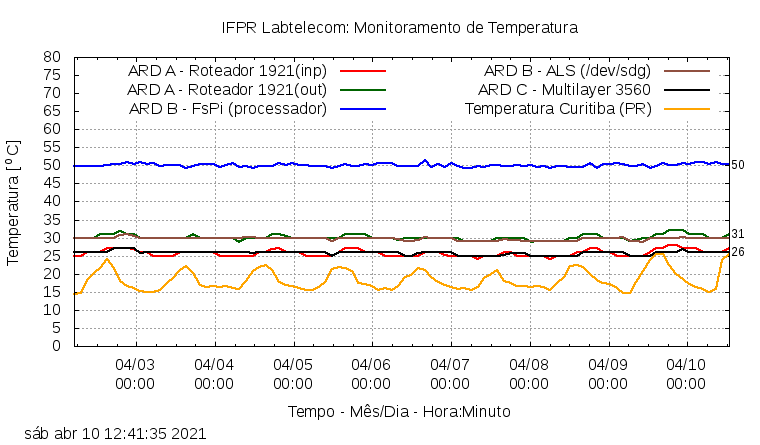 IFPR Labtelecom: Monitoramento de Temperatura
80
75
70
65
60
55
50
45
40
35
30
25
20
15
10
5
0
Temperatura [ ºC]
ARD A - Roteador 1921(inp)
ARD A - Roteador 1921(out)
ARD B - FsPi (processador)
ARD B - ALS (/dev/sdg)
ARD C - Multilayer 3560
Temperatura Curitiba (PR)
50
31
26
04/03 04/04 04/05 04/06 04/07 04/08 04/09 04/10
00:00 00:00 00:00 00:00 00:00 00:00 00:00 00:00
Tempo - Mês/Dia - Hora:Minuto
sáb abr 10 12:41:35 2021